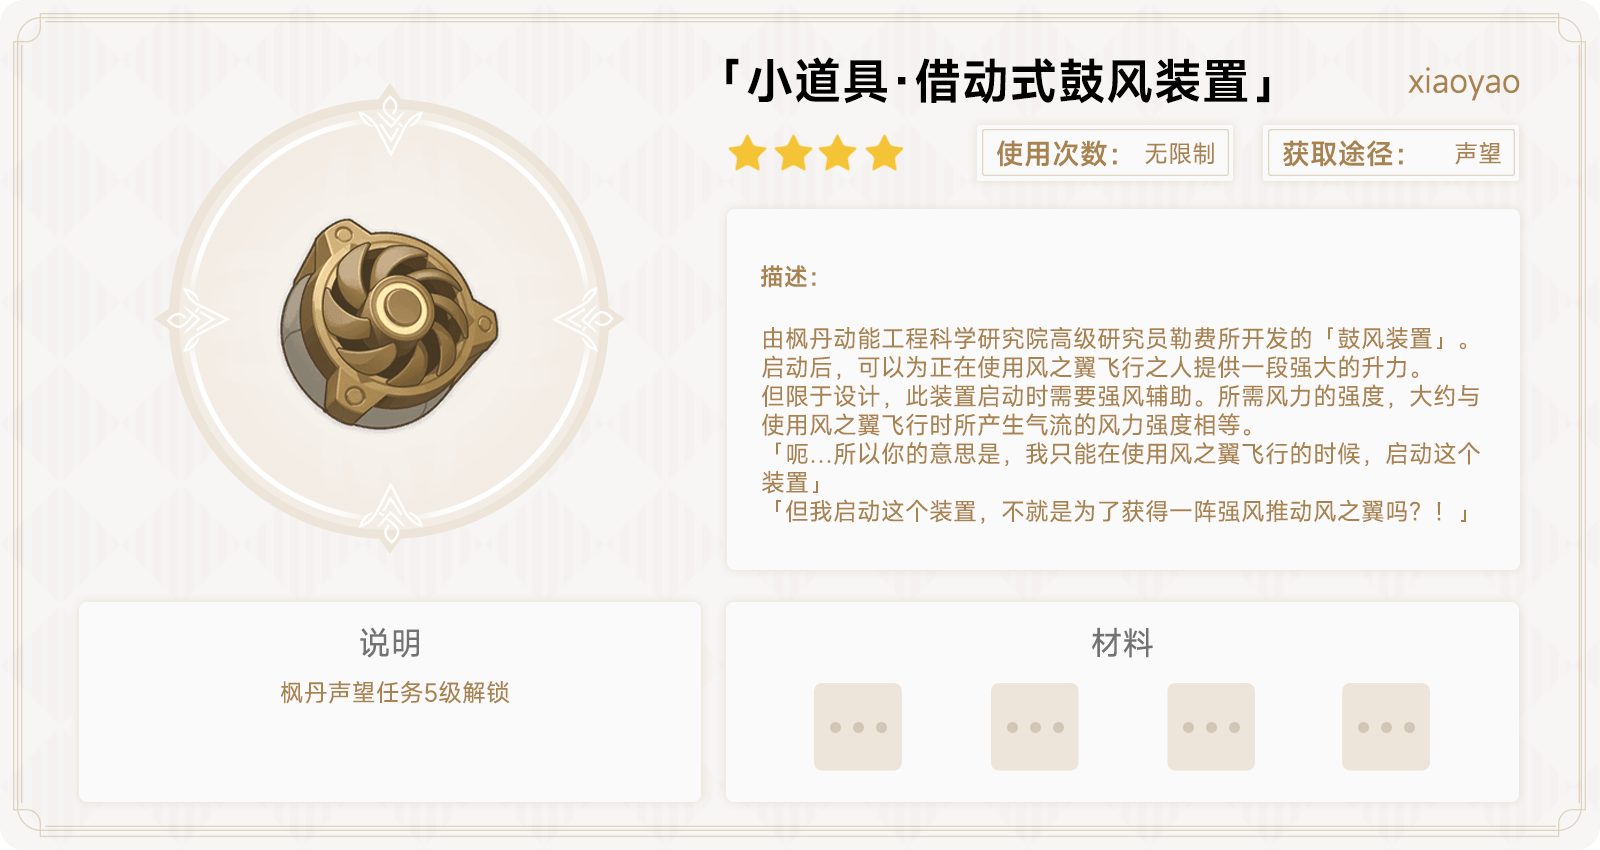 「小道具·借动式鼓风装置」
xiaoyao
使用次数： 无限制
获取途径： 声望
描述：
由枫丹动能工程科学研究院高级研究员勒费所开发的「鼓风装置」。
启动后，可以为正在使用风之翼飞行之人提供一段强大的升力。
但限于设计，此装置启动时需要强风辅助。所需风力的强度，大约与
使用风之翼飞行时所产生气流的风力强度相等。
「呃...所以你的意思是，我只能在使用风之翼飞行的时候，启动这个
装置」
「但我启动这个装置，不就是为了获得一阵强风推动风之翼吗？！」
说明
枫丹声望任务5级解锁
材料